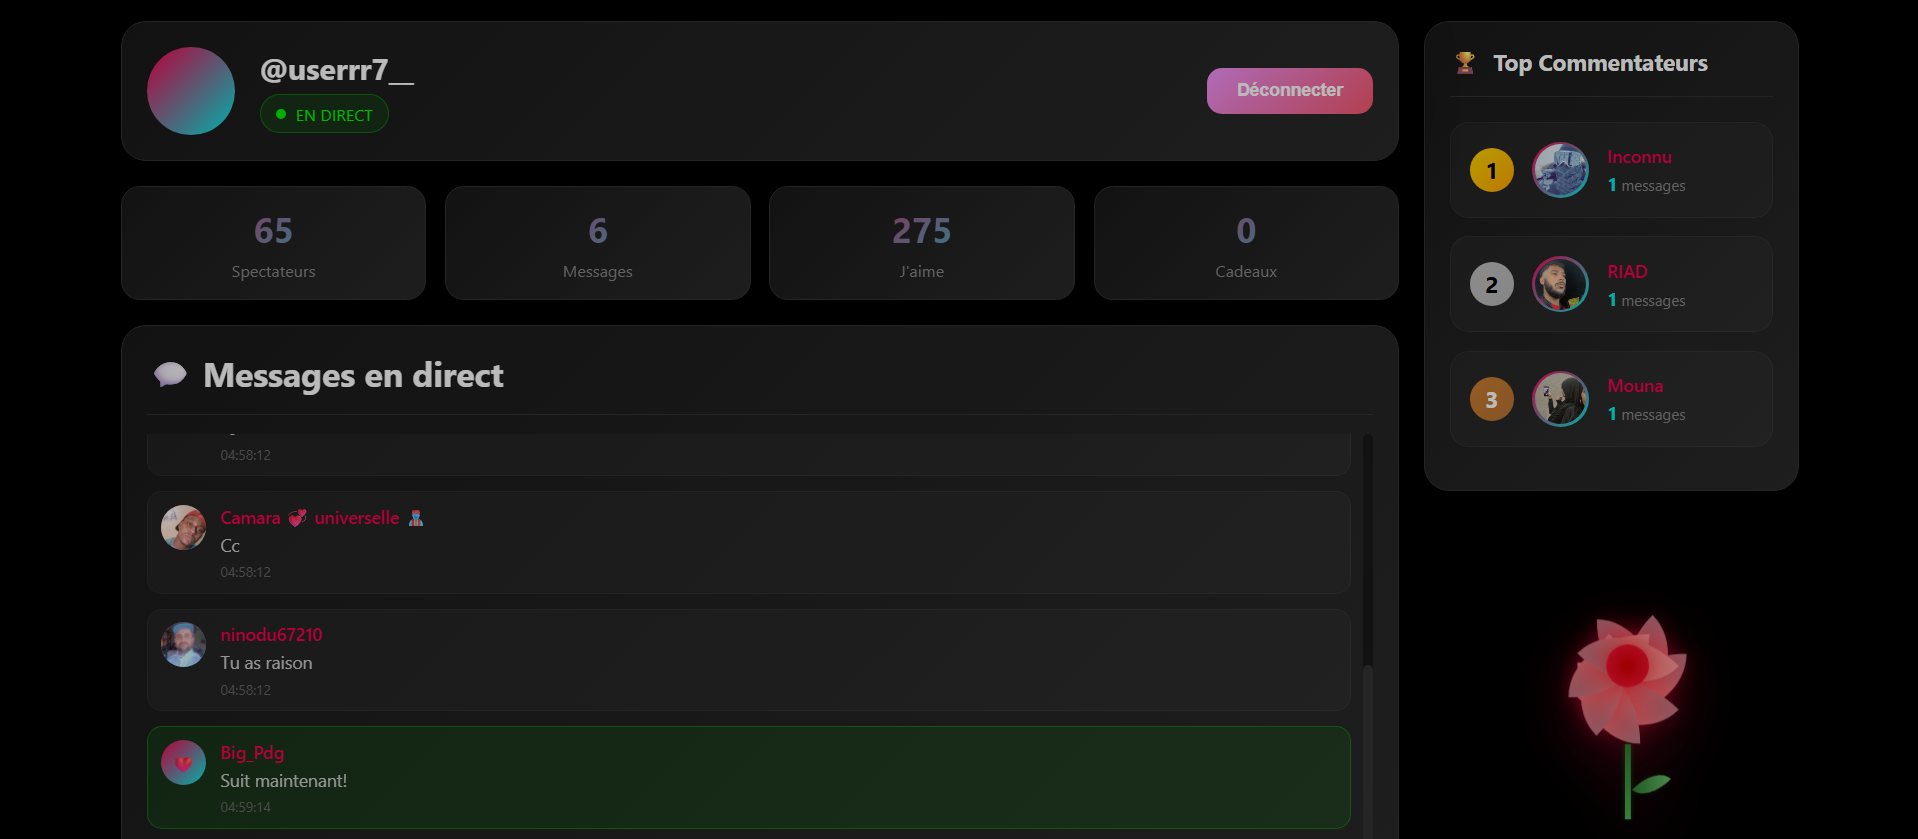 @userrr7__
EN DIRECT
Déconnecter
65
Spectateurs
6
Messages
275
J'aime
0
Cadeaux
Messages en direct
04:58:12
Camara universelle
Cc
04:58:12
ninodu67210
Tu as raison
04:58:12
Big_Pdg
Suit maintenant!
04:59:14
Top Commentateurs
1
Inconnu
1 messages
2
RIAD
1 messages
3
Mouna
1 messages